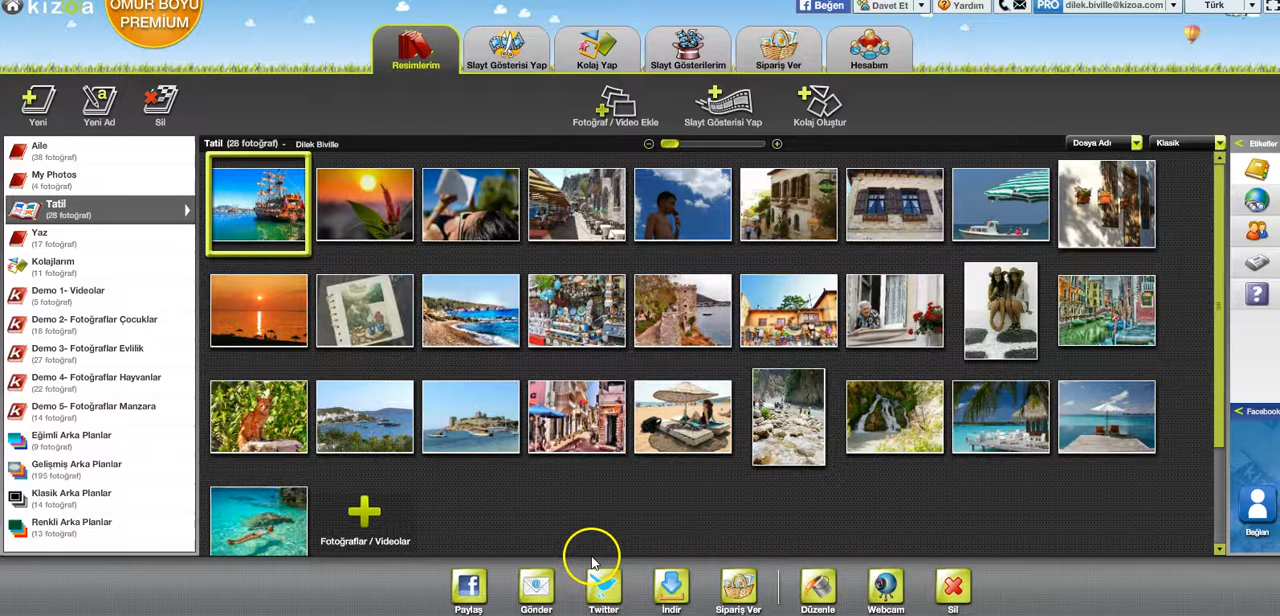 kizoa
ÖMÜR BOYU
PREMİUM
Beğen
Davet Et
Yardım
PRO dilek.biville@kizoa.com
Türk
Resimlerim
Slayt Gösterisi Yap
Kolaj Yap
Slayt Gösterilerim
Sipariş Ver
Hesabım
Yeni
Yeni Ad
Sil
Fotoğraf / Video Ekle
Slayt Gösterisi Yap
Kolaj Oluştur
Tatil (28 fotoğraf) - Dilek Biville
Dosya Adı
Klasik
Etiketler
Aile
(38 fotoğraf)
My Photos
(4 fotoğraf)
Tatil
(28 fotoğraf)
Yaz
(17 fotoğraf)
Kolajlarım
(11 fotoğraf)
Demo 1- Videolar
(5 fotoğraf)
Demo 2- Fotoğraflar Çocuklar
(18 fotoğraf)
Demo 3- Fotoğraflar Evlilik
(27 fotoğraf)
Demo 4- Fotoğraflar Hayvanlar
(22 fotoğraf)
Demo 5- Fotoğraflar Manzara
(14 fotoğraf)
Eğimli Arka Planlar
(9 fotoğraf)
Gelişmiş Arka Planlar
(195 fotoğraf)
Klasik Arka Planlar
(14 fotoğraf)
Renkli Arka Planlar
(13 fotoğraf)
Fotoğraflar / Videolar
Facebook
Bağlan
Paylaş
Gönder
Twitter
İndir
Sipariş Ver
Düzenle
Webcam
Sil